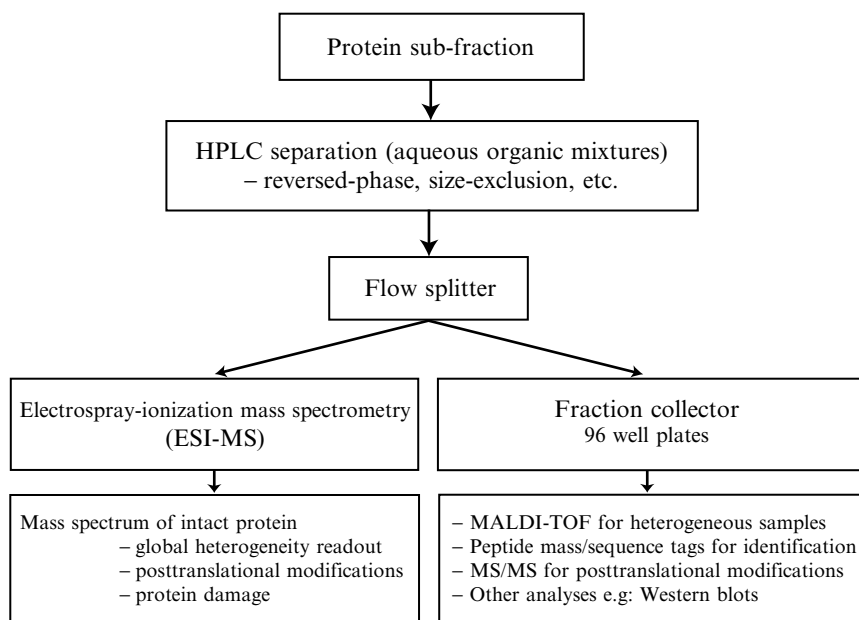 Protein sub-fraction
HPLC separation (aqueous organic mixtures)
– reversed-phase, size-exclusion, etc.
Flow splitter
Electrospray-ionization mass spectrometry
(ESI-MS)
Fraction collector
96 well plates
Mass spectrum of intact protein
– global heterogeneity readout
– posttranslational modifications
– protein damage
– MALDI-TOF for heterogeneous samples
– Peptide mass/sequence tags for identification
– MS/MS for posttranslational modifications
– Other analyses e.g: Western blots